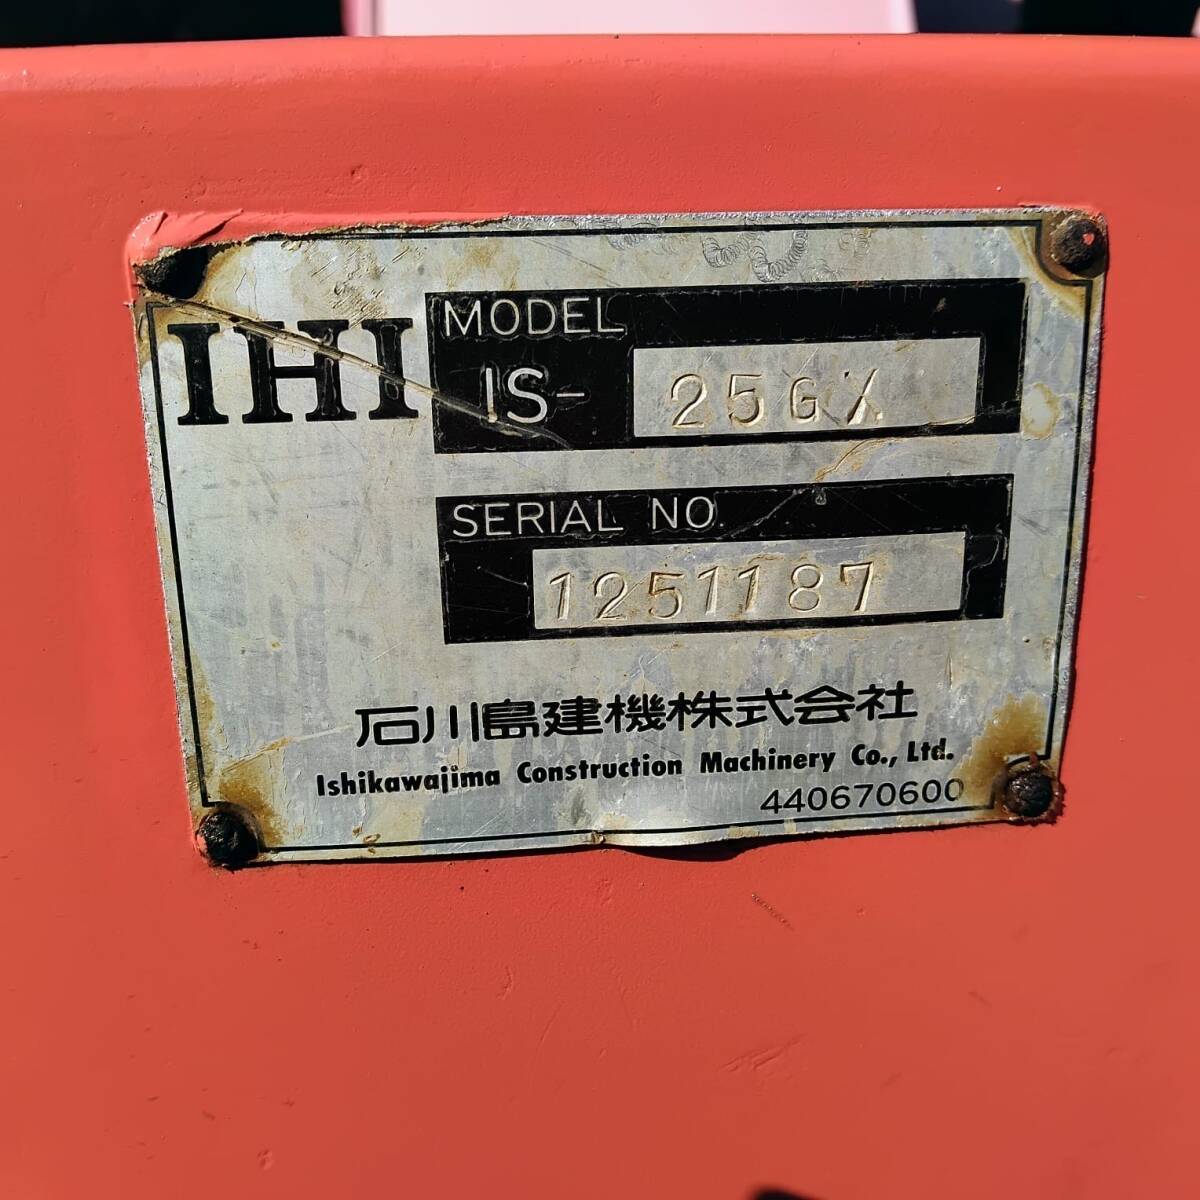 IHI
MODEL
IS- 25GX
SERIAL NO.
1251187
石川島建機株式会社
Ishikawajima Construction Machinery Co., Ltd.
440670600